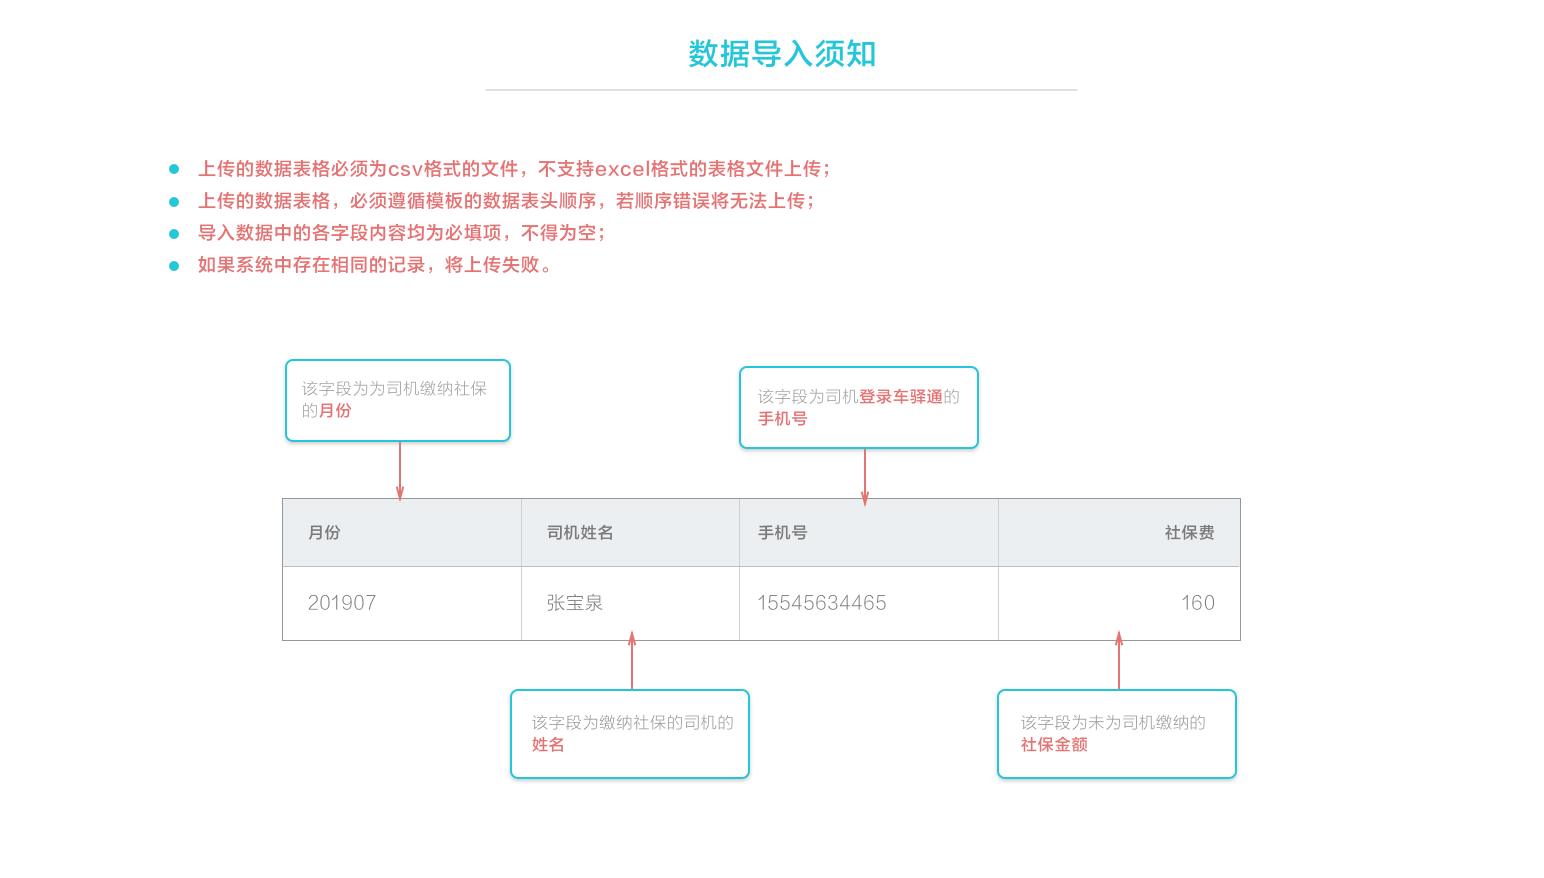 数据导入须知
上传的数据表格必须为csv格式的文件，不支持excel格式的表格文件上传；
上传的数据表格，必须遵循模板的数据表头顺序，若顺序错误将无法上传；
导入数据中的各字段内容均为必填项，不得为空；
如果系统中存在相同的记录，将上传失败。
该字段为为司机缴纳社保
的月份
该字段为司机登录车驿通的
手机号
月份 司机姓名 手机号 社保费
201907 张宝泉 15545634465 160
该字段为缴纳社保的司机的
姓名
该字段为未为司机缴纳的
社保金额